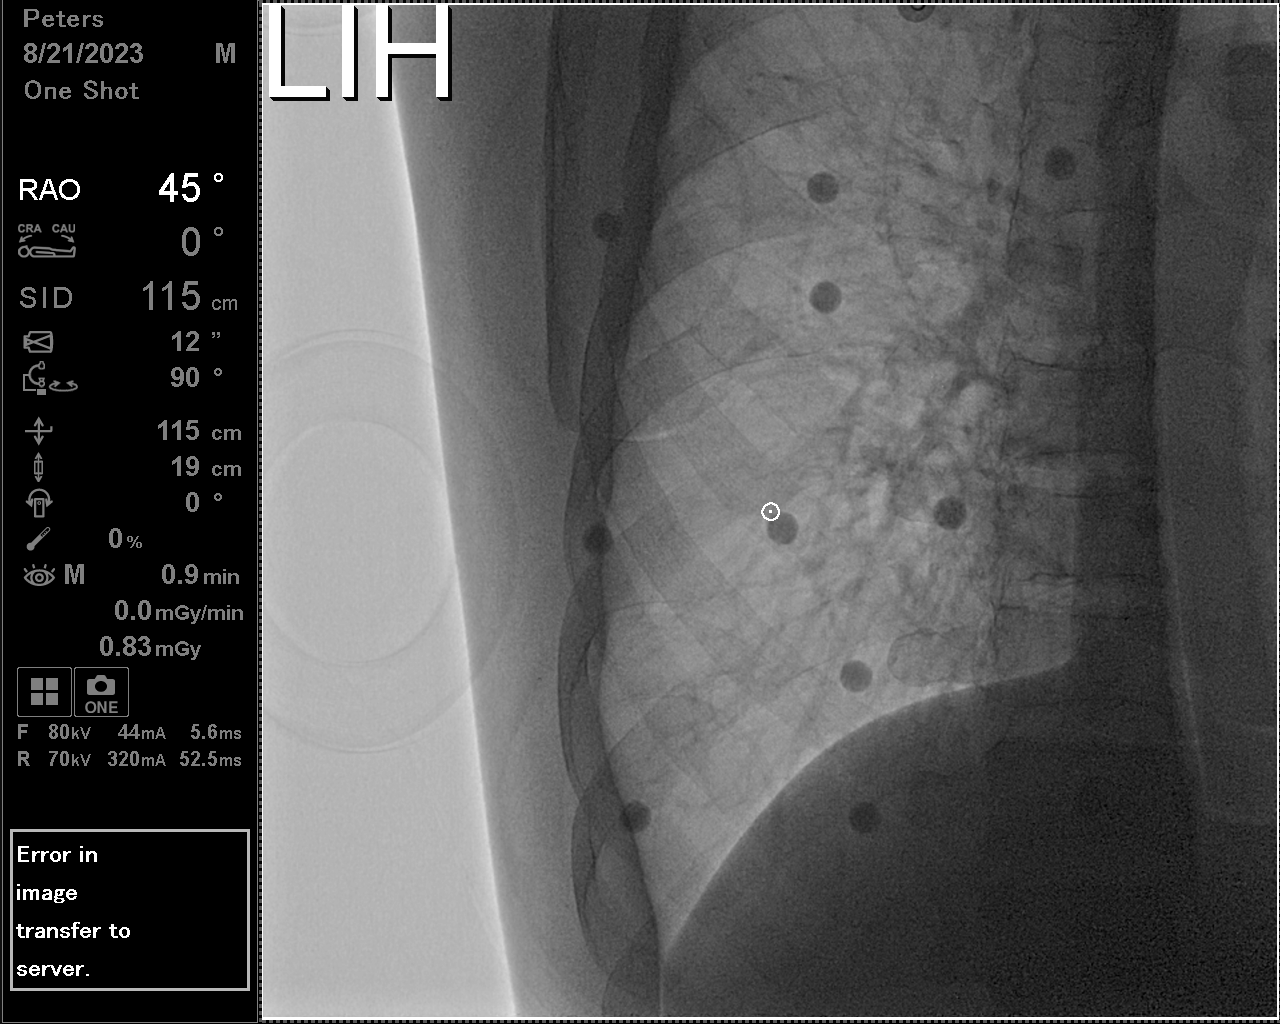 Peters
8/21/2023 M
One Shot
RAO 45 °
CRA CAU 0 °
SID 115 cm
12 ”
90 °
115 cm
19 cm
0 °
0 %
M 0.9 min
0.0 mGy/min
0.83 mGy
ONE
F 80kV 44mA 5.6ms
R 70kV 320mA 52.5ms
Error in
image
transfer to
server.
LIH